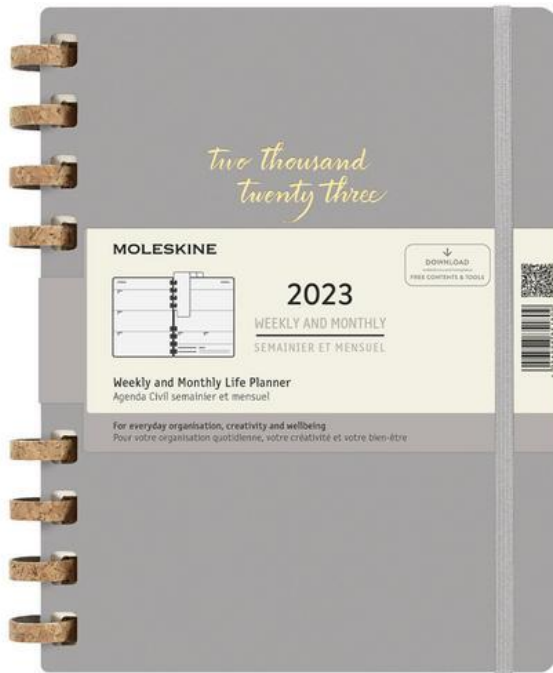 two thousand
twenty three
MOLESKINE
DOWNLOAD
FREE CONTENTS & TOOLS
2023
WEEKLY AND MONTHLY
SEMAINIER ET MENSUEL
Weekly and Monthly Life Planner
Agenda Civil semainier et mensuel
For everyday organisation, creativity and wellbeing
Pour votre organisation quotidienne, votre créativité et votre bien-être